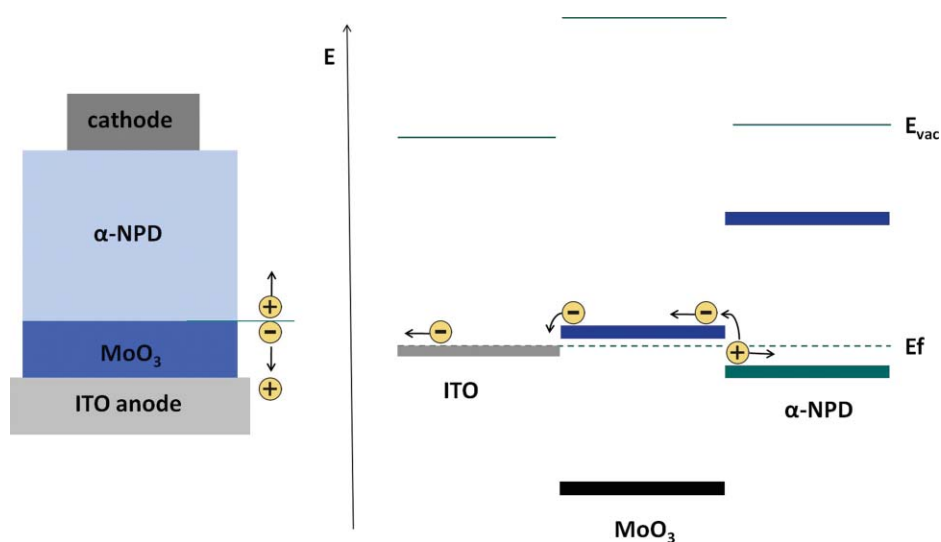 cathode
α-NPD
MoO₃
ITO anode
+
−
+
E
Evac
Ef
−
−
−
+
ITO
α-NPD
MoO₃